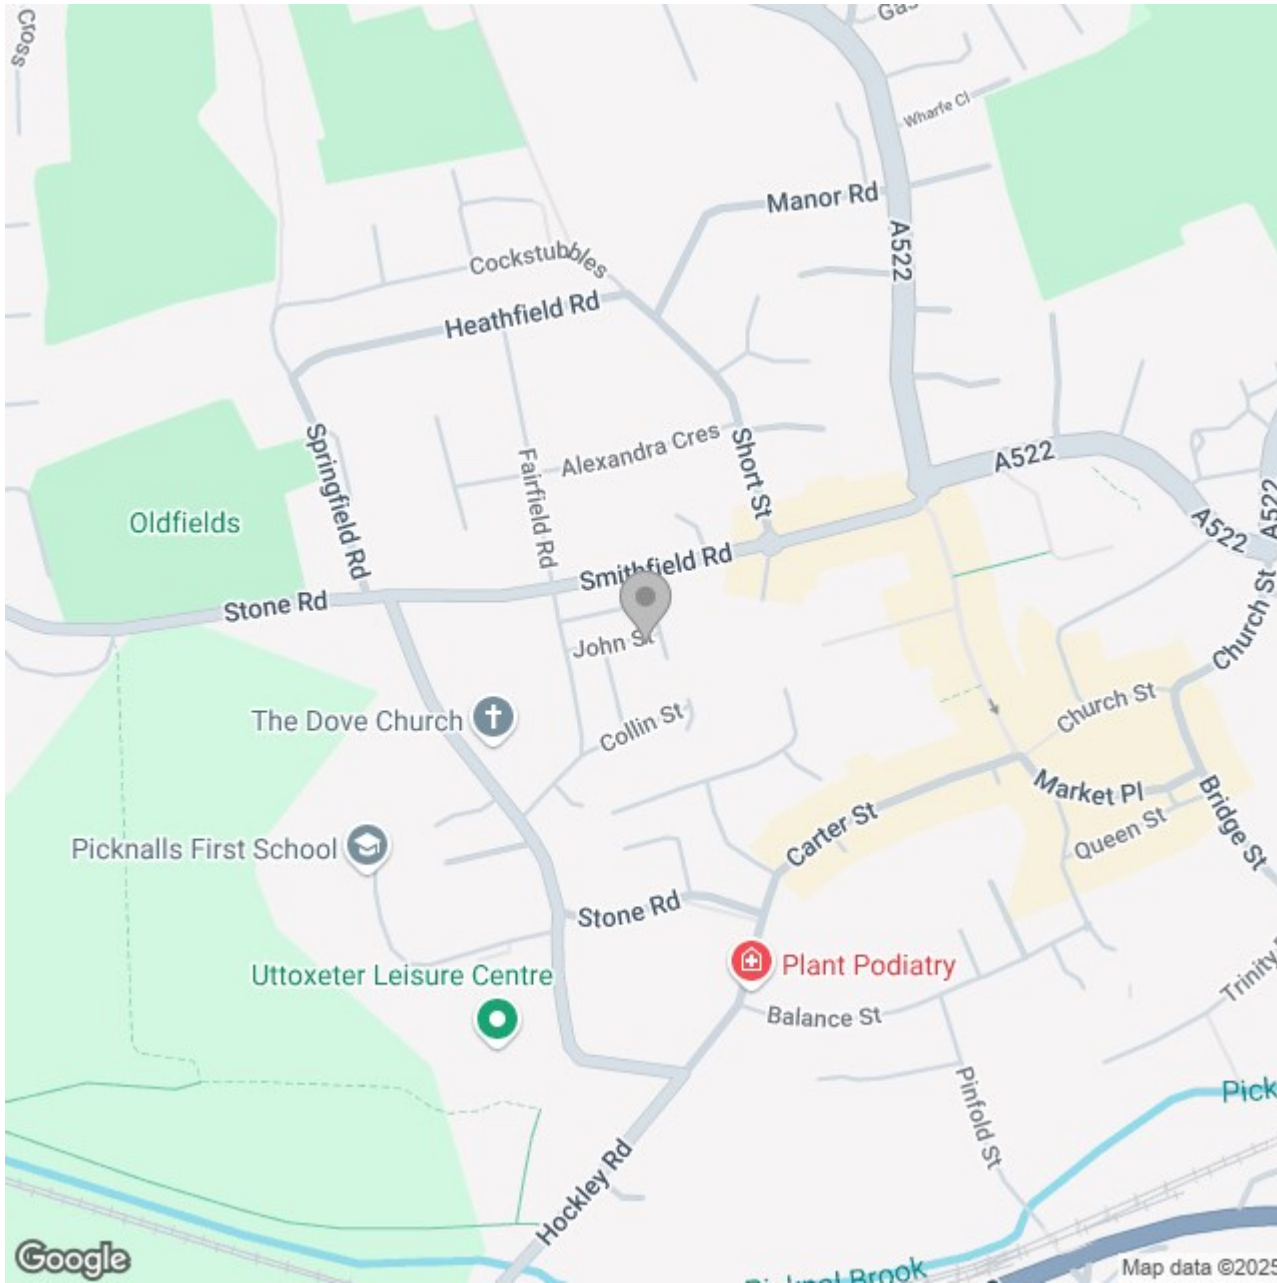 Cross
Wharfe Cl
Manor Rd
A522
Cockstubbles
Heathfield Rd
Springfield Rd
Fairfield Rd
Alexandra Cres
Short St
A522
A522
A522
Oldfields
Smithfield Rd
Stone Rd
John St
Church St
The Dove Church
Collin St
Church St
Market Pl
Bridge St
Carter St
Queen St
Picknalls First School
Stone Rd
Plant Podiatry
Uttoxeter Leisure Centre
Balance St
Trinity
Pinfold St
Pick
Hockley Rd
Google
Picknal Brook
Map data ©2025